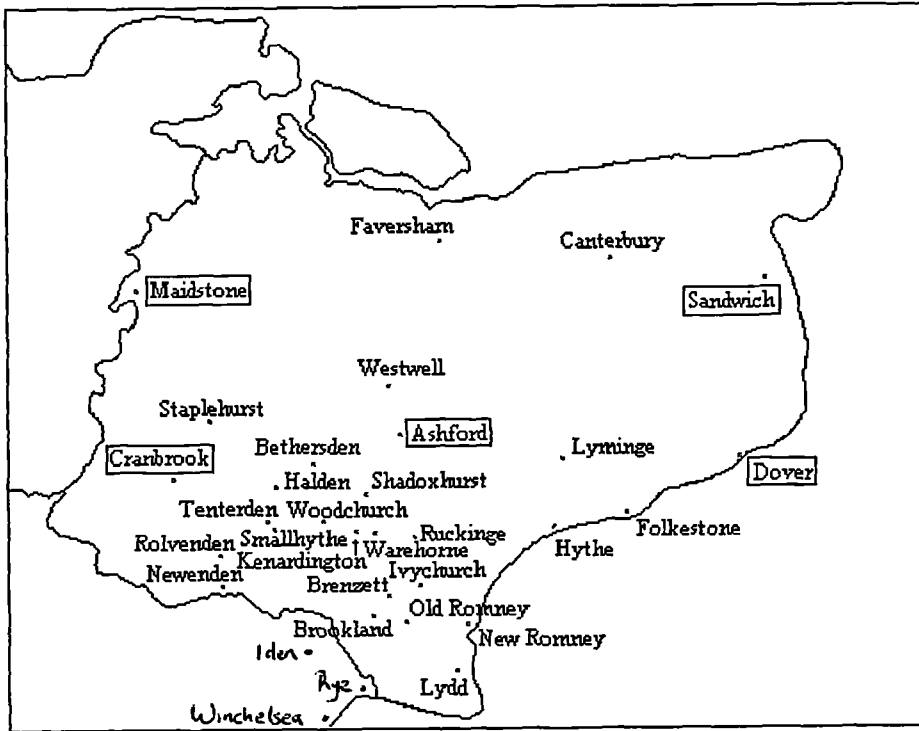 Faversham
Canterbury
Maidstone
Sandwich
Westwell
Staplehurst
Ashford
Bethersden
Lyminge
Cranbrook
Dover
Halden
Shadoxhurst
Tenterden
Woodchurch
Folkestone
Rolvenden
Smallhythe
Ruckinge
Hythe
Kenardington
Warehorne
Newenden
Ivychurch
Brenzett
Old Romney
Brookland
New Romney
Iden
Rye
Lydd
Winchelsea